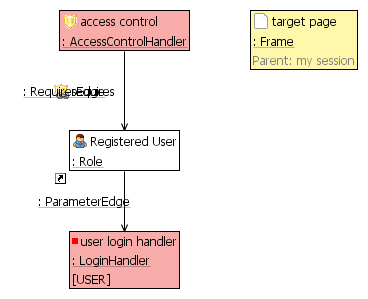 access control
: AccessControlHandler
target page
: Frame
Parent: my session
: RequiresEdge
Registered User
: Role
: ParameterEdge
user login handler
: LoginHandler
[USER]